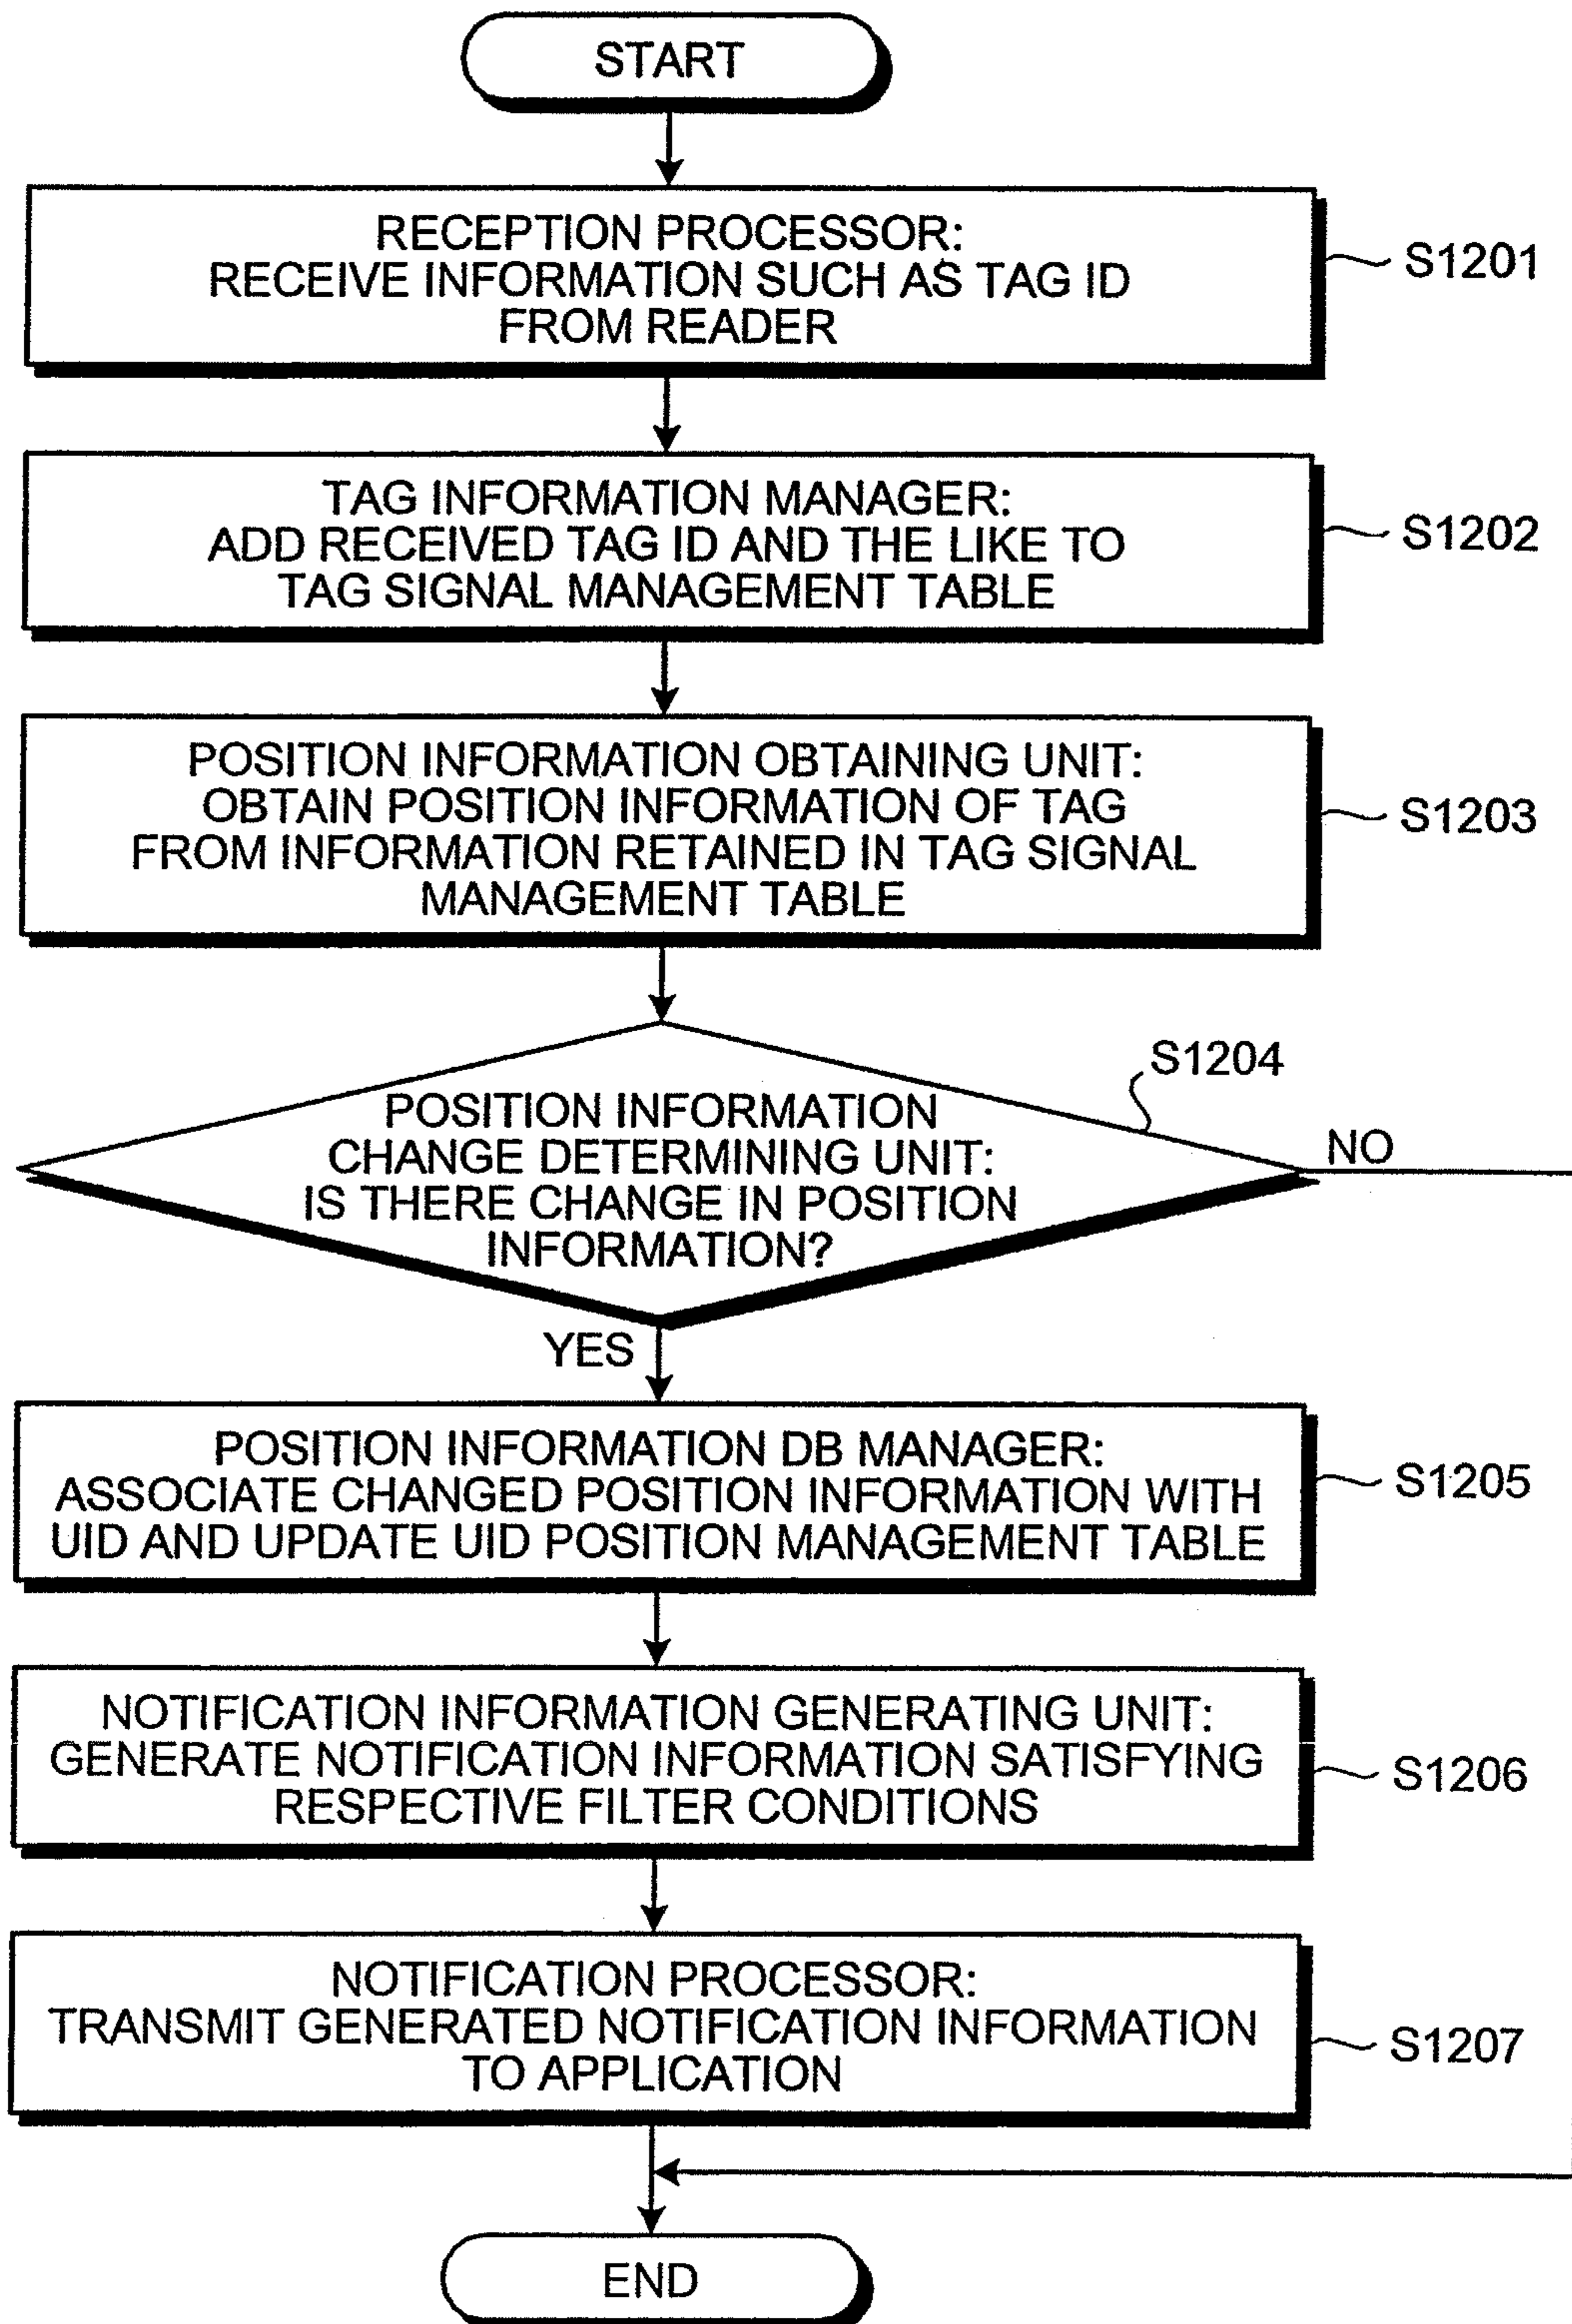 START
RECEPTION PROCESSOR:
RECEIVE INFORMATION SUCH AS TAG ID
FROM READER
S1201
TAG INFORMATION MANAGER:
ADD RECEIVED TAG ID AND THE LIKE TO
TAG SIGNAL MANAGEMENT TABLE
S1202
POSITION INFORMATION OBTAINING UNIT:
OBTAIN POSITION INFORMATION OF TAG
FROM INFORMATION RETAINED IN TAG SIGNAL
MANAGEMENT TABLE
S1203
S1204
POSITION INFORMATION
CHANGE DETERMINING UNIT:
IS THERE CHANGE IN POSITION
INFORMATION?
NO
YES
POSITION INFORMATION DB MANAGER:
ASSOCIATE CHANGED POSITION INFORMATION WITH
UID AND UPDATE UID POSITION MANAGEMENT TABLE
S1205
NOTIFICATION INFORMATION GENERATING UNIT:
GENERATE NOTIFICATION INFORMATION SATISFYING
RESPECTIVE FILTER CONDITIONS
S1206
NOTIFICATION PROCESSOR:
TRANSMIT GENERATED NOTIFICATION INFORMATION
TO APPLICATION
S1207
END